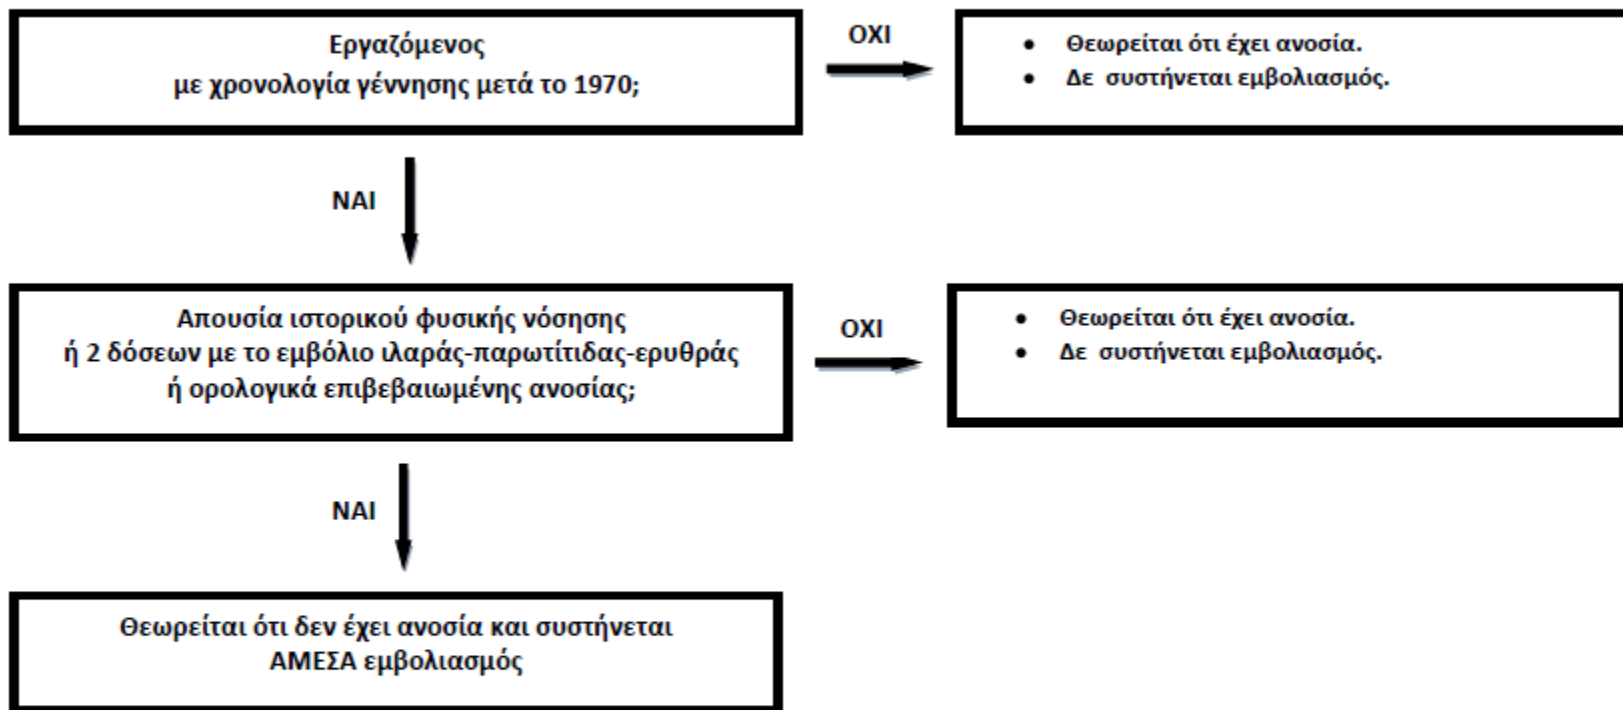 Εργαζόμενος
με χρονολογία γέννησης μετά το 1970;
ΟΧΙ
• Θεωρείται ότι έχει ανοσία.
• Δε συστήνεται εμβολιασμός.
ΝΑΙ
Απουσία ιστορικού φυσικής νόσησης
ή 2 δόσεων με το εμβόλιο ιλαράς-παρωτίτιδας-ερυθράς
ή ορολογικά επιβεβαιωμένης ανοσίας;
ΟΧΙ
• Θεωρείται ότι έχει ανοσία.
• Δε συστήνεται εμβολιασμός.
ΝΑΙ
Θεωρείται ότι δεν έχει ανοσία και συστήνεται
ΑΜΕΣΑ εμβολιασμός